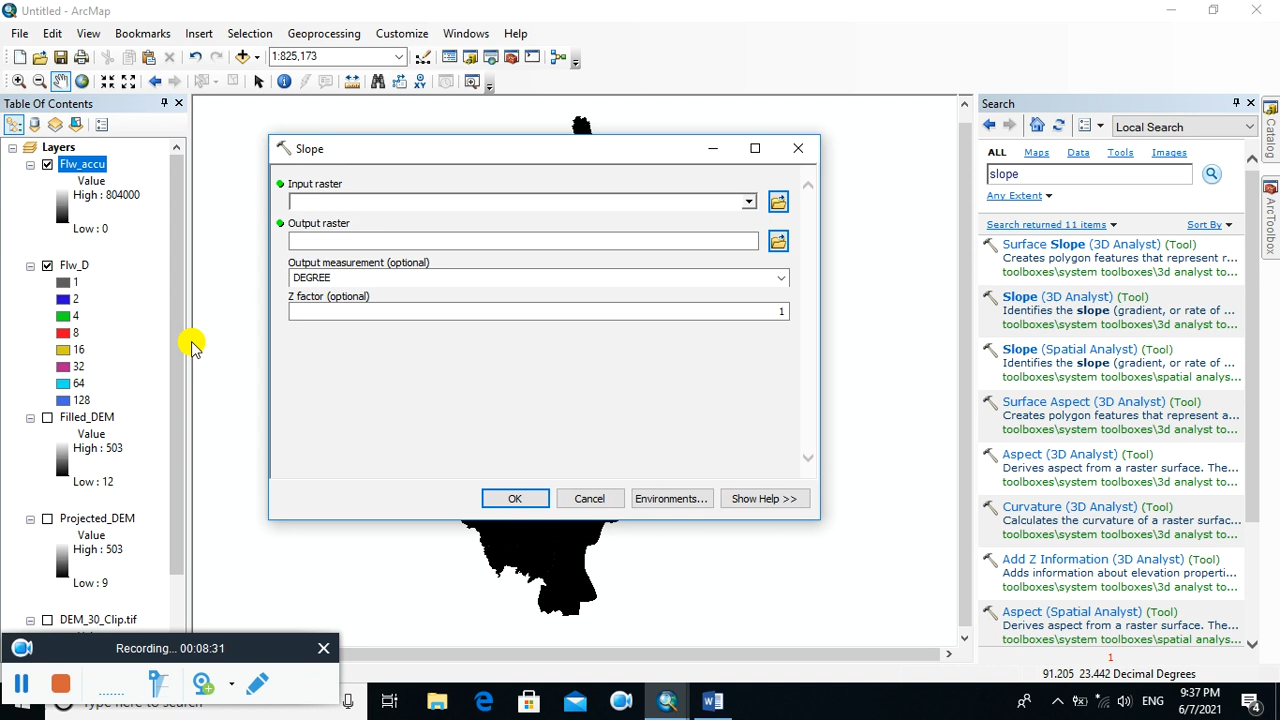 Untitled - ArcMap
File Edit View Bookmarks Insert Selection Geoprocessing Customize Windows Help
1:825,173
Table Of Contents
Layers
Flw_accu
Value
High : 804000
Low : 0
Flw_D
1
2
4
8
16
32
64
128
Filled_DEM
Value
High : 503
Low : 12
Projected_DEM
Value
High : 503
Low : 9
DEM_30_Clip.tif
Slope
Input raster
Output raster
Output measurement (optional)
DEGREE
Z factor (optional)
1
OK Cancel Environments... Show Help >>
Search
Local Search
ALL Maps Data Tools Images
slope
Any Extent
Search returned 11 items Sort By
Surface Slope (3D Analyst) (Tool)
Creates polygon features that represent r...
toolboxes\system toolboxes\3d analyst to...
Slope (3D Analyst) (Tool)
Identifies the slope (gradient, or rate of ...
toolboxes\system toolboxes\3d analyst to...
Slope (Spatial Analyst) (Tool)
Identifies the slope (gradient, or rate of ...
toolboxes\system toolboxes\spatial analys...
Surface Aspect (3D Analyst) (Tool)
Creates polygon features that represent a...
toolboxes\system toolboxes\3d analyst to...
Aspect (3D Analyst) (Tool)
Derives aspect from a raster surface. The...
toolboxes\system toolboxes\3d analyst to...
Curvature (3D Analyst) (Tool)
Calculates the curvature of a raster surfac...
toolboxes\system toolboxes\3d analyst to...
Add Z Information (3D Analyst) (Tool)
Adds information about elevation properti...
toolboxes\system toolboxes\3d analyst to...
Aspect (Spatial Analyst) (Tool)
Derives aspect from a raster surface. The...
toolboxes\system toolboxes\spatial analys...
1
Catalog
ArcToolbox
91.205 23.442 Decimal Degrees
Recording... 00:08:31
Type here to search
ENG
9:37 PM
6/7/2021
4